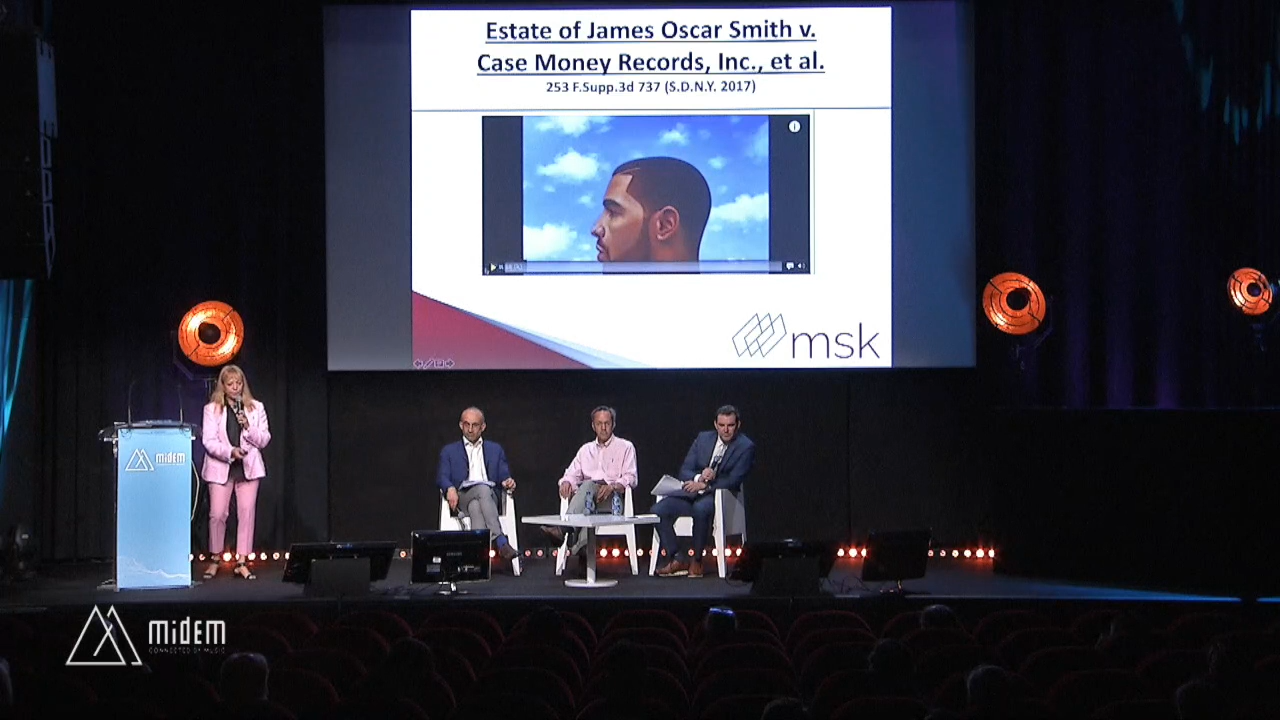 Estate of James Oscar Smith v.
Case Money Records, Inc., et al.
253 F.Supp.3d 737 (S.D.N.Y. 2017)
msk
midem
midem
CONNECTED BY MUSIC